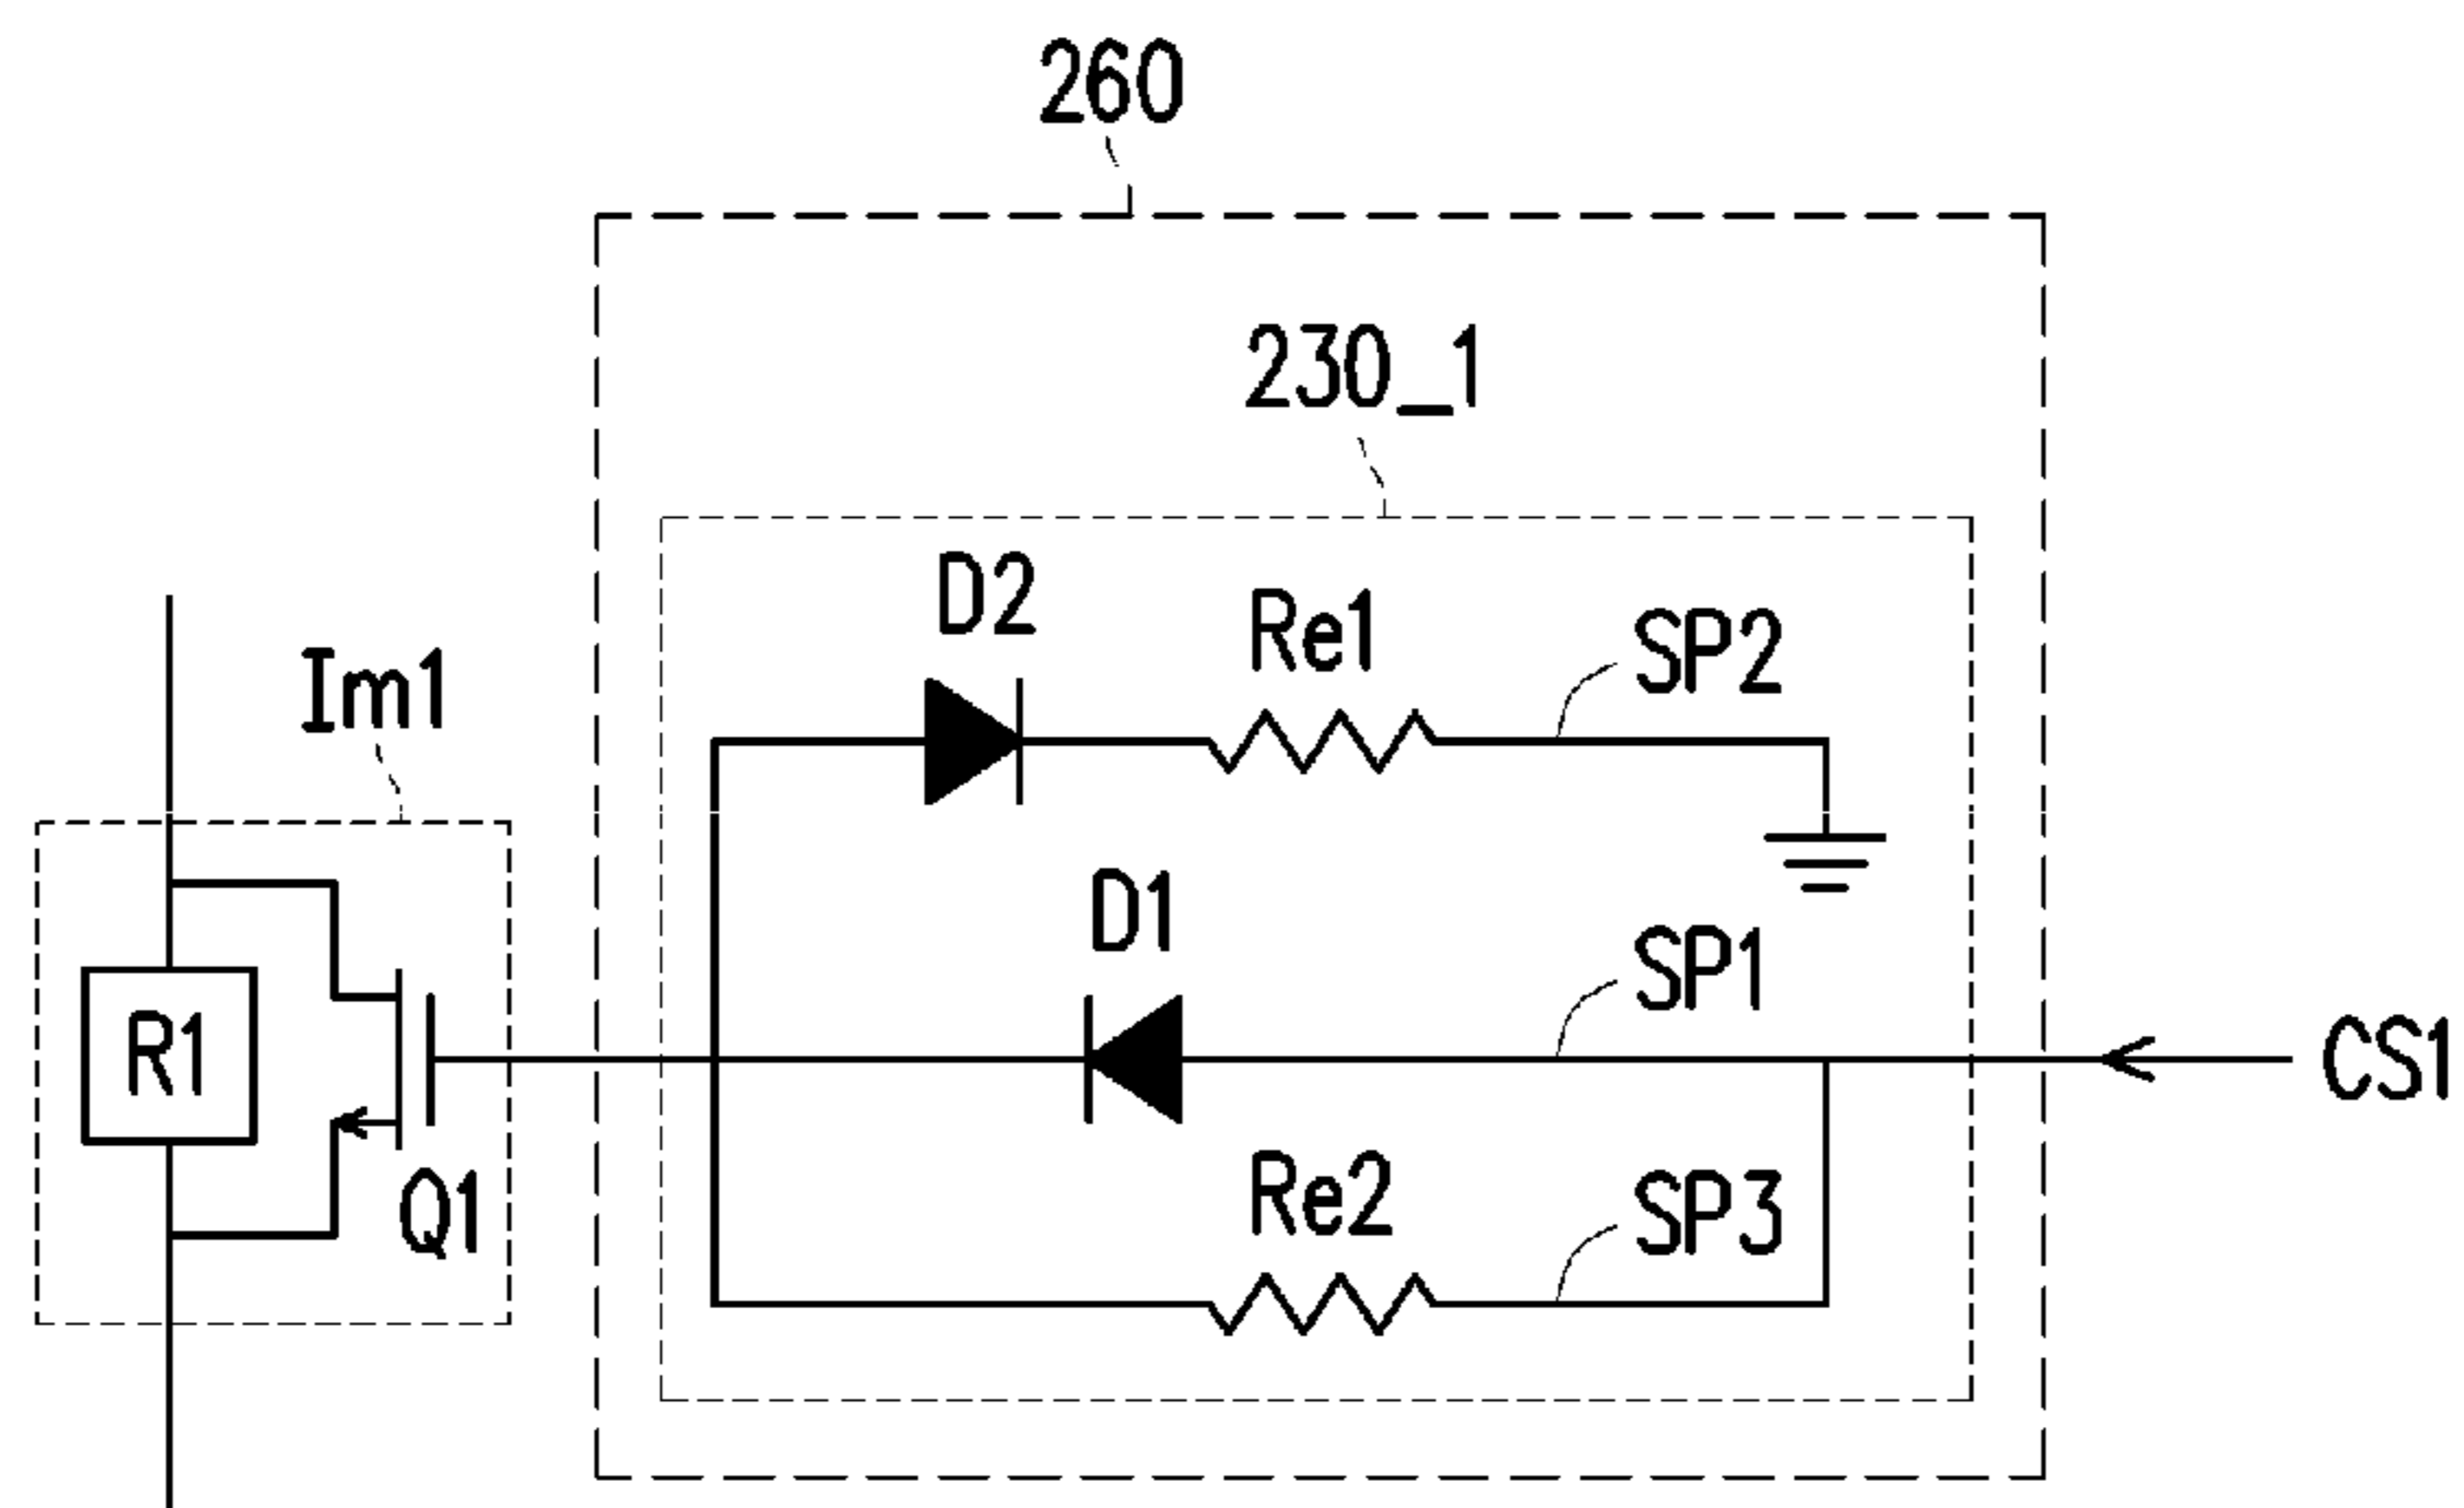 260
230_1
D2
Re1
SP2
Im1
D1
SP1
R1
CS1
Q1
Re2
SP3